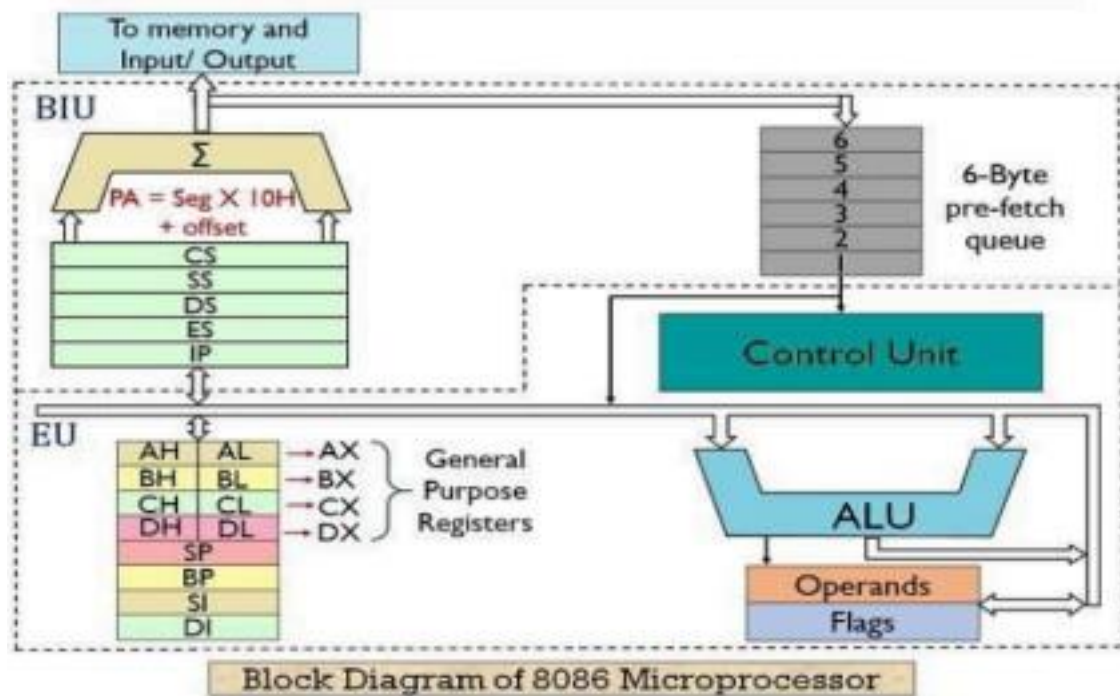 To memory and
Input/ Output
BIU
Σ
PA = Seg X 10H
+ offset
CS
SS
DS
ES
IP
6
5
4
3
2
1
6-Byte
pre-fetch
queue
Control Unit
EU
AH AL AX
BH BL BX
CH CL CX
DH DL DX
SP
BP
SI
DI
General
Purpose
Registers
ALU
Operands
Flags
Block Diagram of 8086 Microprocessor